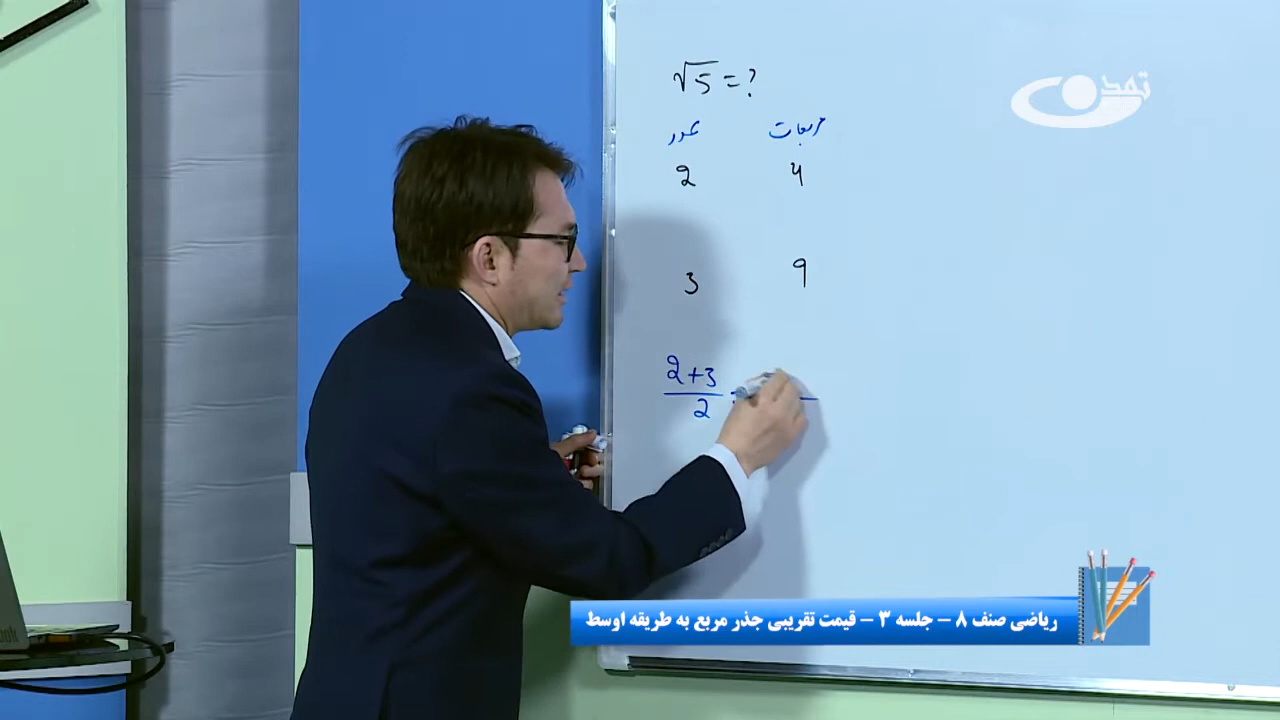 تمدن
√5 = ?
عدد مربعات
2 4
3 9
2+3
2 =
ریاضی صنف ۸ – جلسه ۳ – قیمت تقریبی جذر مربع به طریقه اوسط